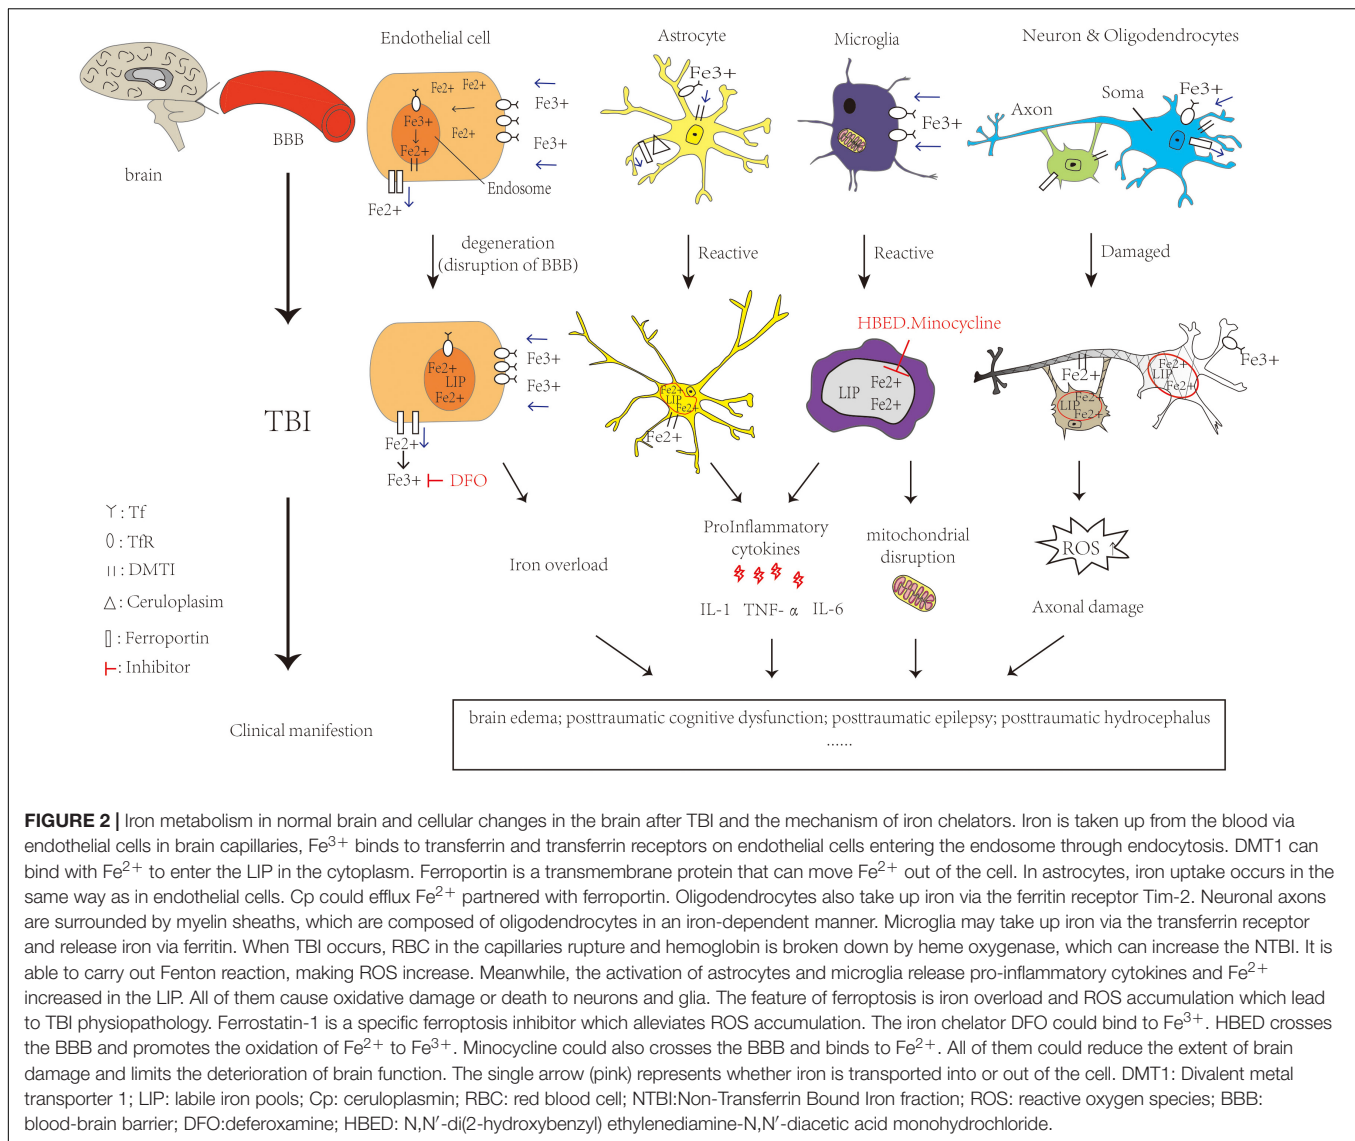 Endothelial cell
Astrocyte
Microglia
Neuron & Oligodendrocytes
brain
BBB
Fe2+
Fe2+
Fe3+
Fe2+
Fe2+
Fe3+
Fe3+
Endosome
Fe2+
Fe3+
Fe3+
Axon
Soma
Fe3+
degeneration
(disruption of BBB)
Reactive
Reactive
Damaged
TBI
Fe2+
LIP
Fe2+
Fe3+
Fe3+
Fe2+
Fe3+
DFO
Fe2+
LIP
Fe2+
Fe2+
HBED.Minocycline
LIP
Fe2+
Fe2+
Fe2+
Fe2+
LIP
Fe2+
Fe2+
LIP
Fe2+
Fe3+
: Tf
: TfR
: DMTI
: Ceruloplasim
: Ferroportin
: Inhibitor
Iron overload
ProInflammatory
cytokines
IL-1 TNF- α IL-6
mitochondrial
disruption
ROS ↑
Axonal damage
Clinical manifestion
brain edema; posttraumatic cognitive dysfunction; posttraumatic epilepsy; posttraumatic hydrocephalus
......
FIGURE 2 | Iron metabolism in normal brain and cellular changes in the brain after TBI and the mechanism of iron chelators. Iron is taken up from the blood via
endothelial cells in brain capillaries, Fe3+ binds to transferrin and transferrin receptors on endothelial cells entering the endosome through endocytosis. DMT1 can
bind with Fe2+ to enter the LIP in the cytoplasm. Ferroportin is a transmembrane protein that can move Fe2+ out of the cell. In astrocytes, iron uptake occurs in the
same way as in endothelial cells. Cp could efflux Fe2+ partnered with ferroportin. Oligodendrocytes also take up iron via the ferritin receptor Tim-2. Neuronal axons
are surrounded by myelin sheaths, which are composed of oligodendrocytes in an iron-dependent manner. Microglia may take up iron via the transferrin receptor
and release iron via ferritin. When TBI occurs, RBC in the capillaries rupture and hemoglobin is broken down by heme oxygenase, which can increase the NTBI. It is
able to carry out Fenton reaction, making ROS increase. Meanwhile, the activation of astrocytes and microglia release pro-inflammatory cytokines and Fe2+
increased in the LIP. All of them cause oxidative damage or death to neurons and glia. The feature of ferroptosis is iron overload and ROS accumulation which lead
to TBI physiopathology. Ferrostatin-1 is a specific ferroptosis inhibitor which alleviates ROS accumulation. The iron chelator DFO could bind to Fe3+. HBED crosses
the BBB and promotes the oxidation of Fe2+ to Fe3+. Minocycline could also crosses the BBB and binds to Fe2+. All of them could reduce the extent of brain
damage and limits the deterioration of brain function. The single arrow (pink) represents whether iron is transported into or out of the cell. DMT1: Divalent metal
transporter 1; LIP: labile iron pools; Cp: ceruloplasmin; RBC: red blood cell; NTBI:Non-Transferrin Bound Iron fraction; ROS: reactive oxygen species; BBB:
blood-brain barrier; DFO:deferoxamine; HBED: N,N′-di(2-hydroxybenzyl) ethylenediamine-N,N′-diacetic acid monohydrochloride.